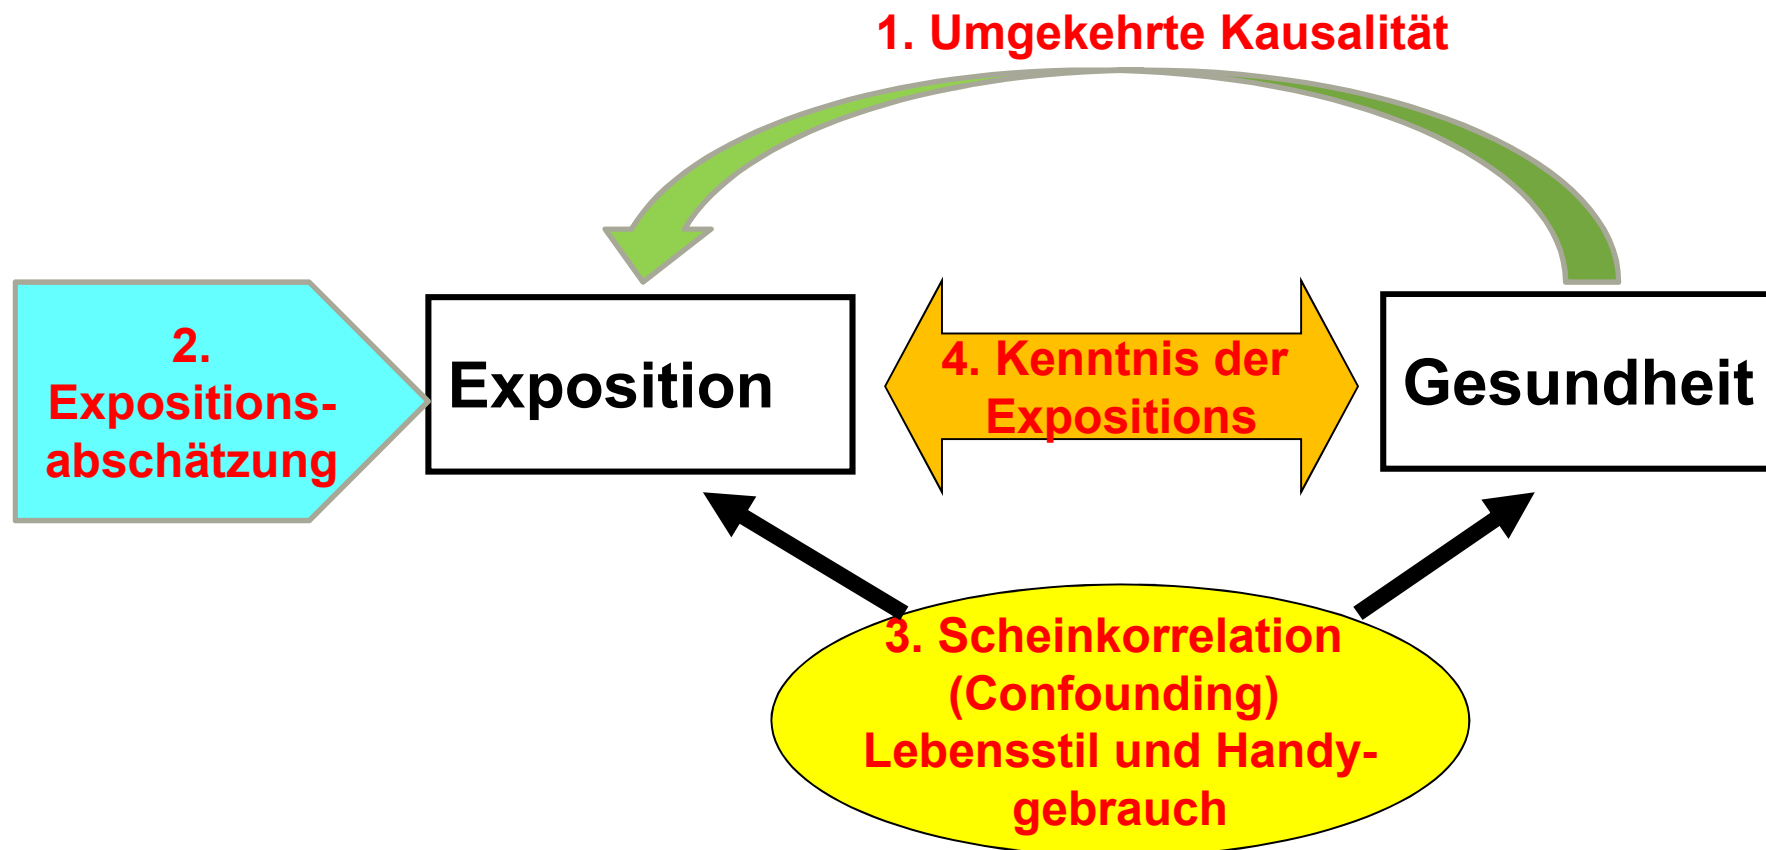 1. Umgekehrte Kausalität
2.
Expositions-
abschätzung
Exposition
4. Kenntnis der
Expositions
Gesundheit
3. Scheinkorrelation
(Confounding)
Lebensstil und Handy-
gebrauch